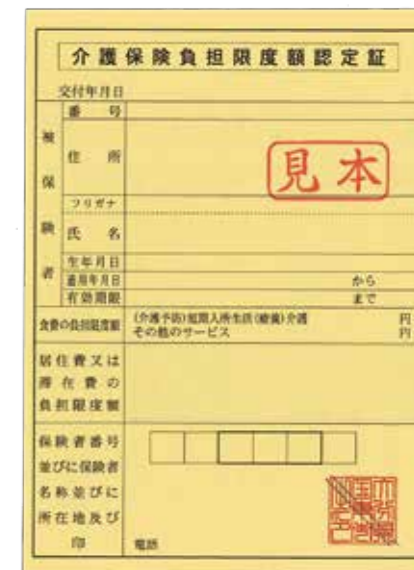 介護保険負担限度額認定証
交付年月日
被保険者
番号
住所
見本
フリガナ
氏名
生年月日
適用年月日 から
有効期限 まで
食費の負担限度額
(介護予防)短期入所生活(療養)介護 円
その他のサービス 円
居住費又は
滞在費の
負担限度額
保険者番号
並びに保険者
名称並びに
所在地及び
印
電話